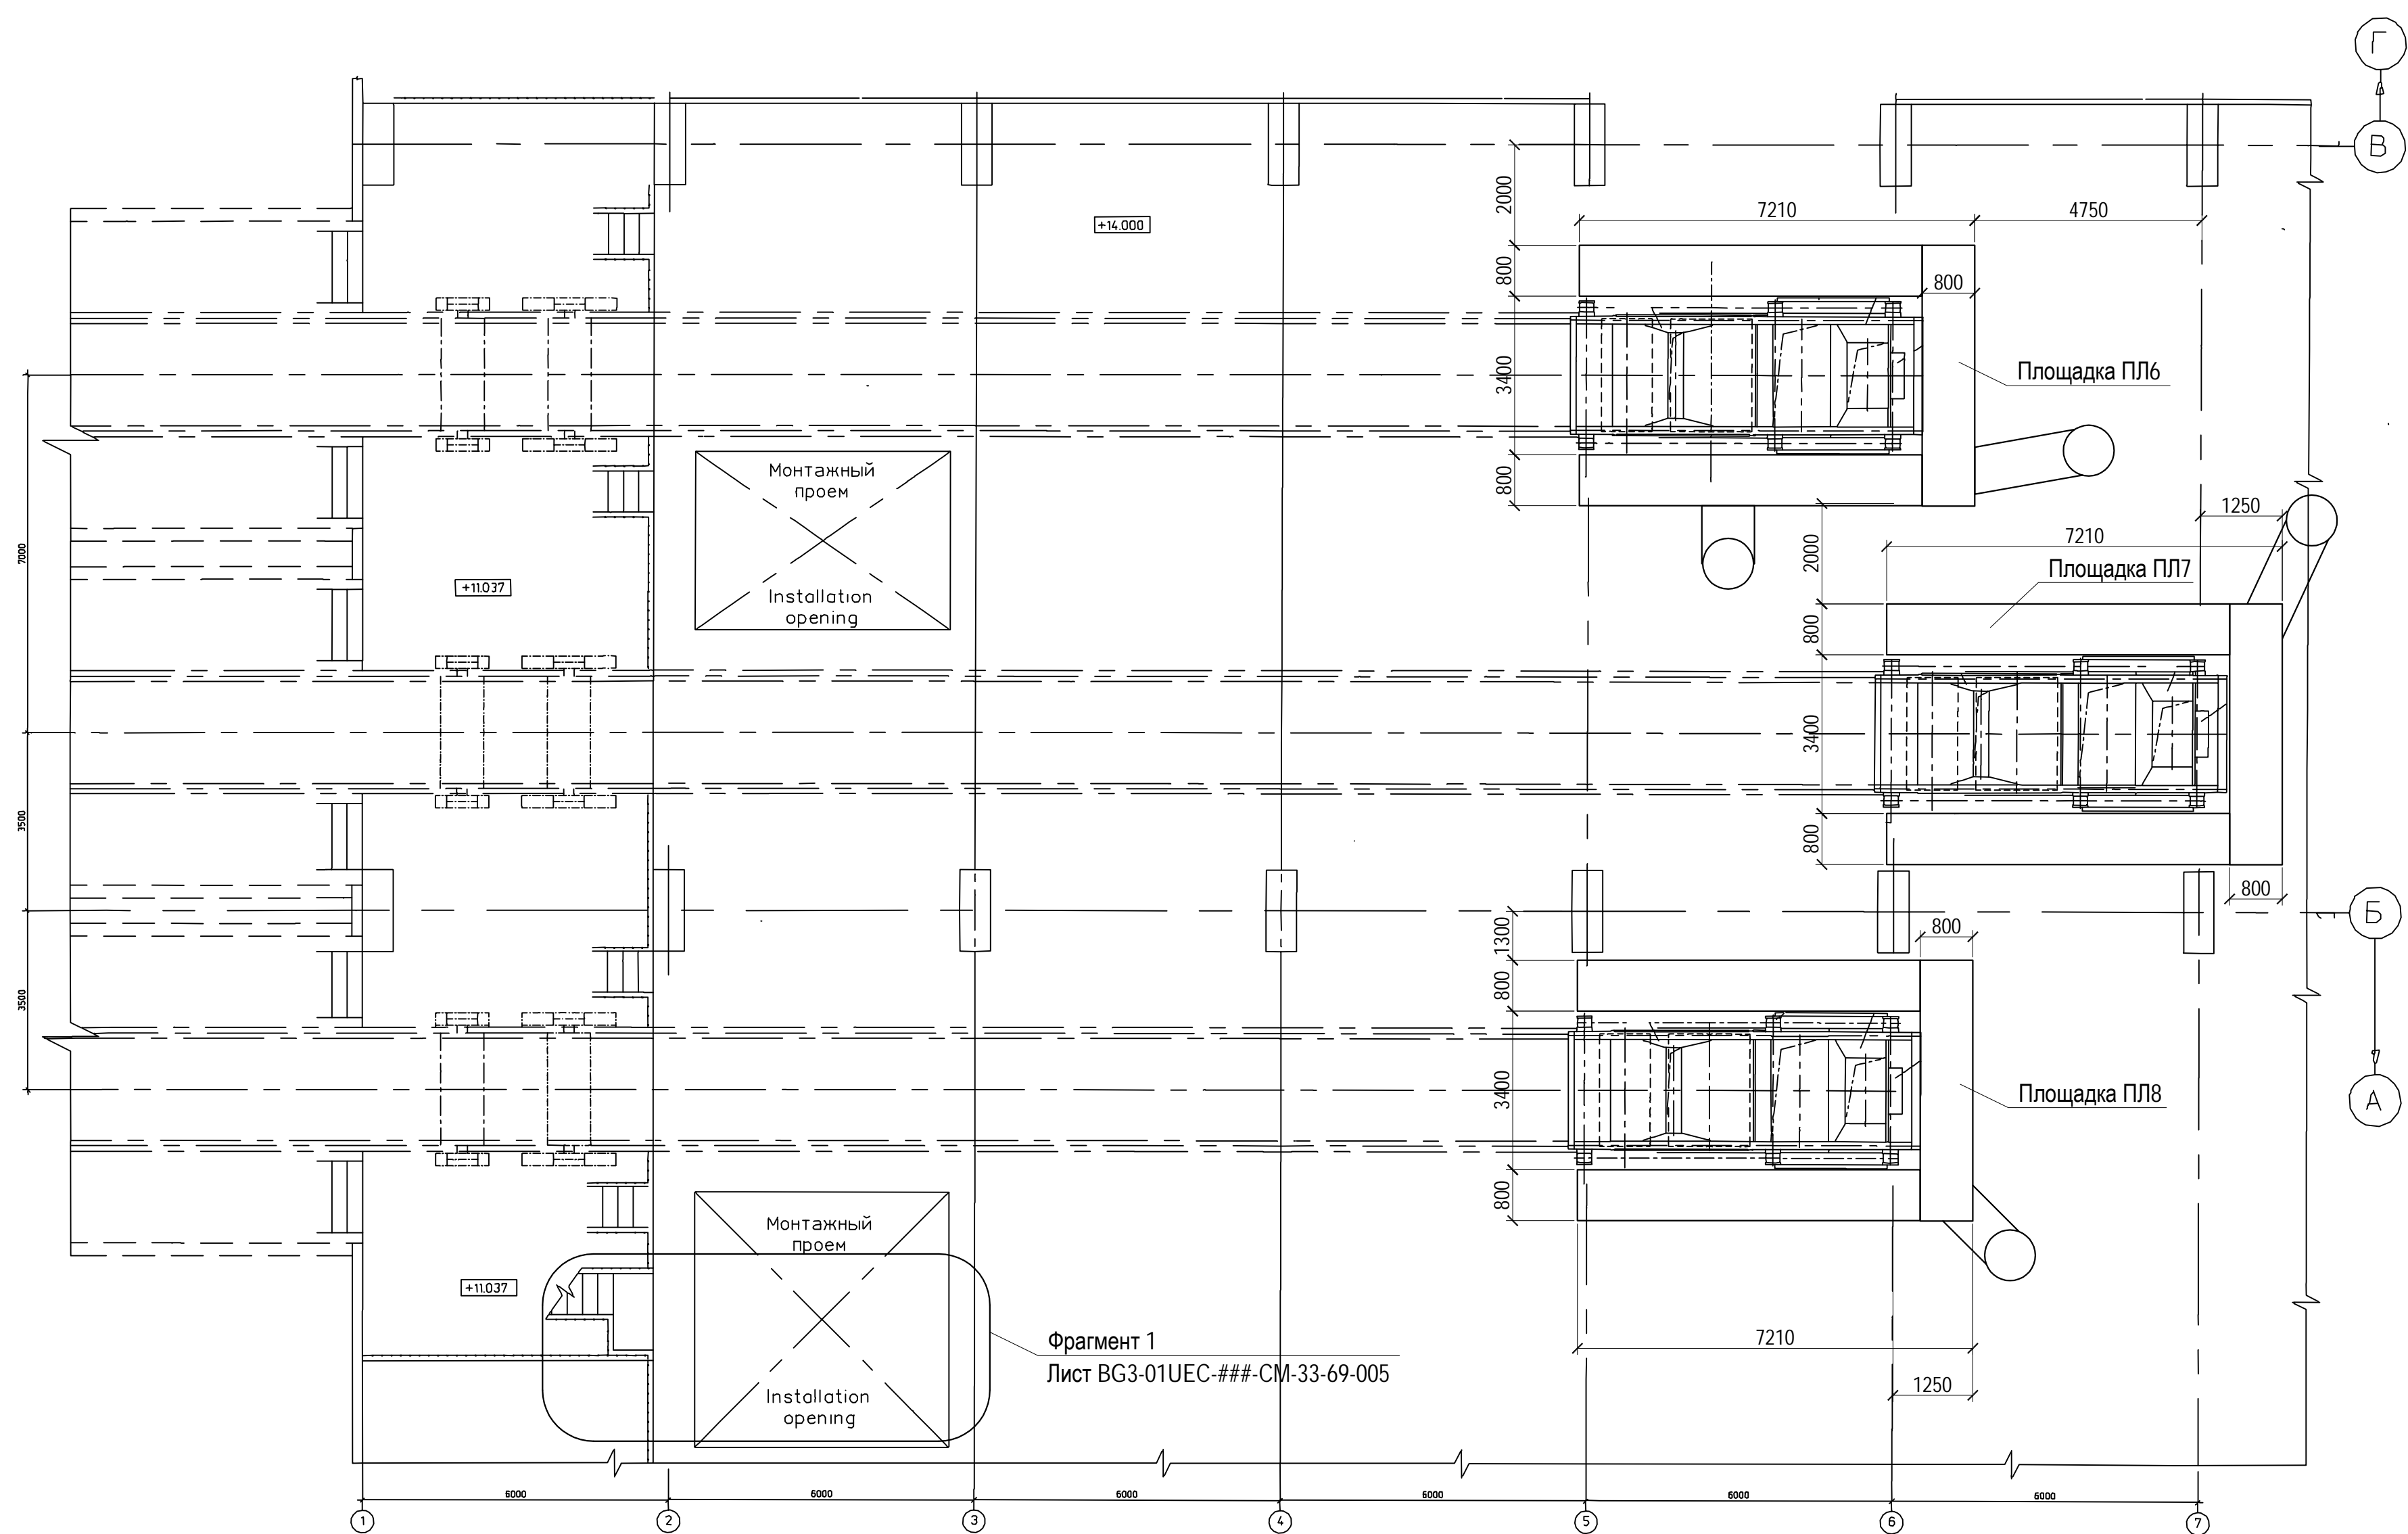 Г
В
2000
7210
4750
+14.000
800
800
3400
Площадка ПЛ6
800
Монтажный
проем
Installation
opening
1250
7210
2000
Площадка ПЛ7
7000
+11.037
800
3400
800
3500
800
Б
1300
800
800
3500
3400
Площадка ПЛ8
А
800
Монтажный
проем
Installation
opening
+11.037
Фрагмент 1
Лист BG3-01UEC-###-CM-33-69-005
7210
1250
6000 6000 6000 6000 6000 6000
1 2 3 4 5 6 7